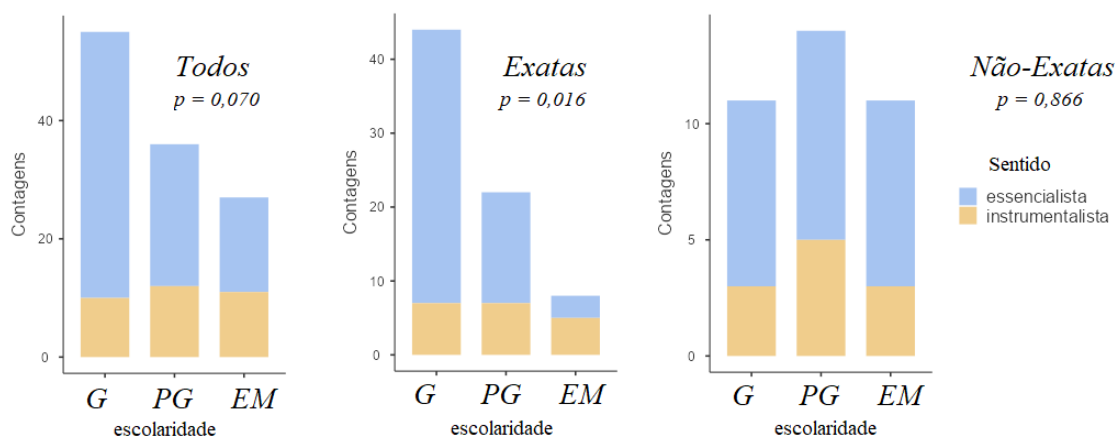 Todos
p = 0,070
Contagens
40
20
0
G PG EM
escolaridade
Exatas
p = 0,016
Contagens
40
30
20
10
0
G PG EM
escolaridade
Não-Exatas
p = 0,866
Contagens
10
5
0
G PG EM
escolaridade
Sentido
essencialista
instrumentalista